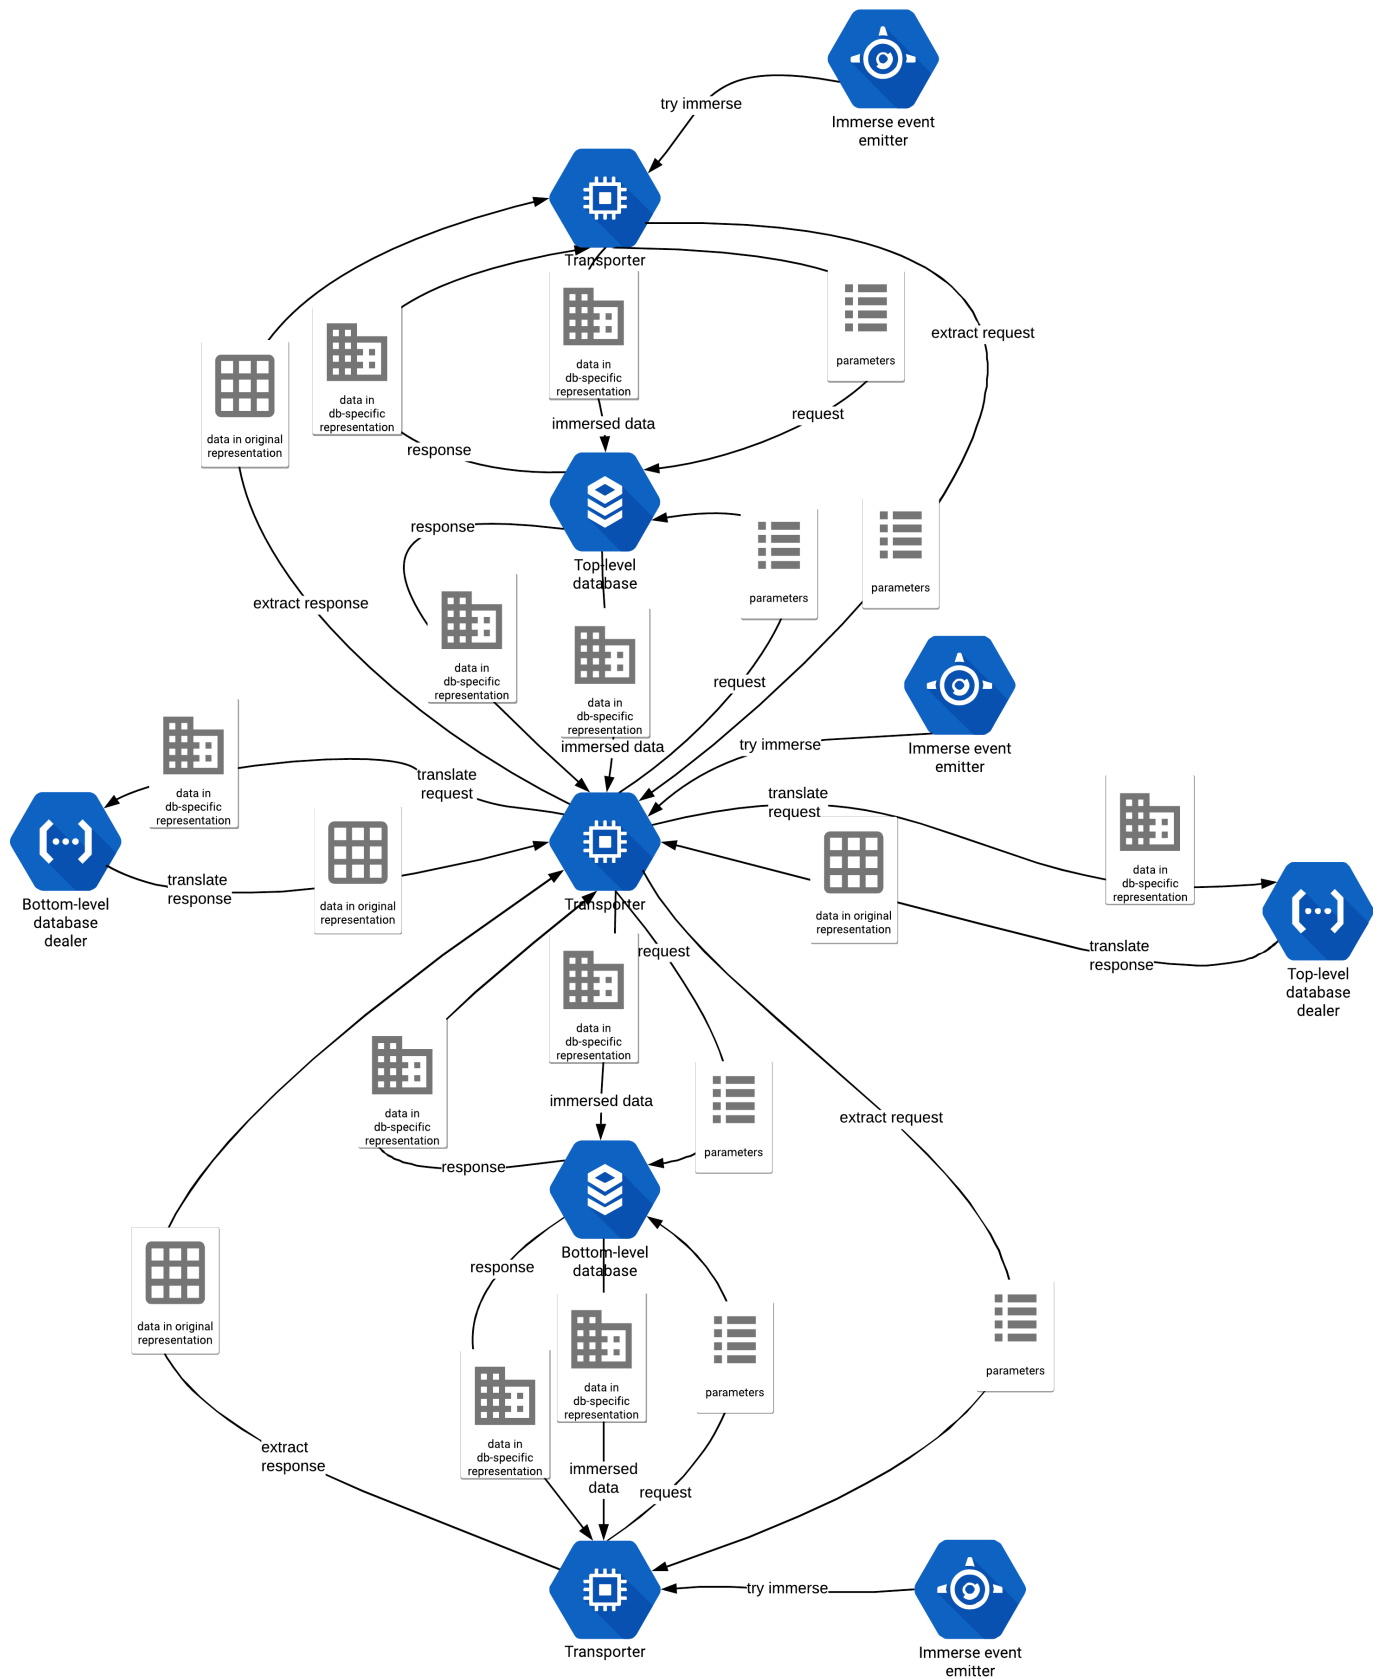 Immerse event
emitter
try immerse
Transporter
extract request
data in
db-specific
representation
parameters
data in
db-specific
representation
data in original
representation
request
immersed data
response
response
Top-level
database
parameters
parameters
extract response
data in
db-specific
representation
data in
db-specific
representation
request
immersed data
try immerse
Immerse event
emitter
data in
db-specific
representation
translate
request
translate
request
data in
db-specific
representation
translate
response
data in original
representation
Bottom-level
database
dealer
Transporter
data in original
representation
translate
response
Top-level
database
dealer
request
data in
db-specific
representation
data in
db-specific
representation
immersed data
extract request
parameters
response
Bottom-level
database
response
data in original
representation
data in
db-specific
representation
parameters
parameters
data in
db-specific
representation
extract
response
immersed
data
request
try immerse
Transporter
Immerse event
emitter